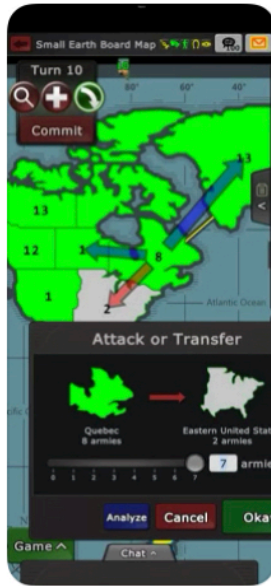 Small Earth Board Map
100
Turn 10
80° 60° 40°
Commit
13
13
12
8
1
2
Atlantic Ocean
Attack or Transfer
Quebec
8 armies
Eastern United Stat
2 armies
7 armie
0 1 2 3 4 5 6 7
Analyze Cancel Oka
Game
Chat